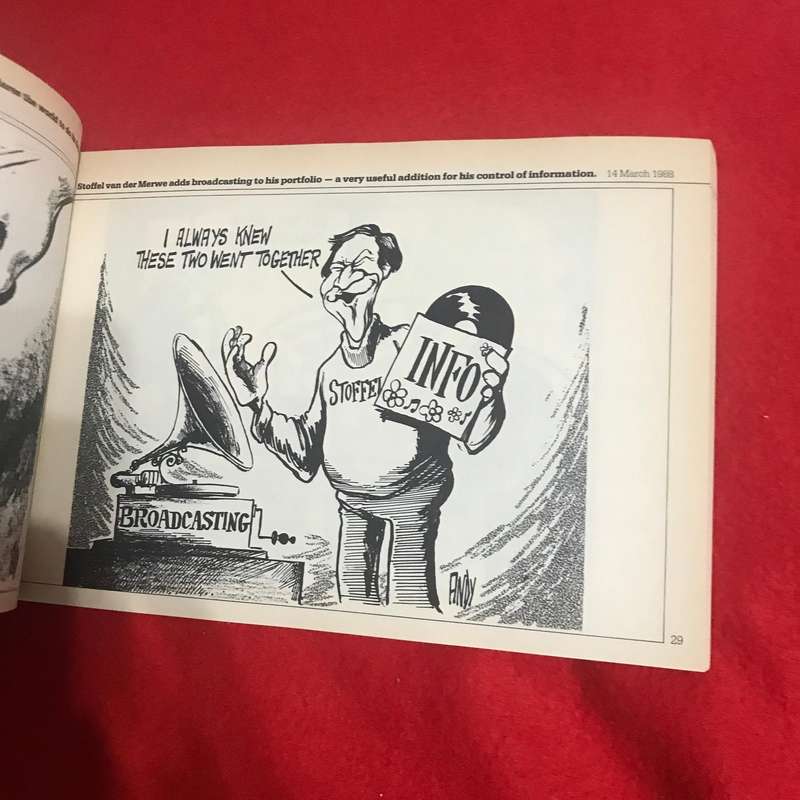 Stoffel van der Merwe adds broadcasting to his portfolio — a very useful addition for his control of information. 14 March 1988
I ALWAYS KNEW
THESE TWO WENT TOGETHER
INFO
STOFFEL
BROADCASTING
ANDY
29